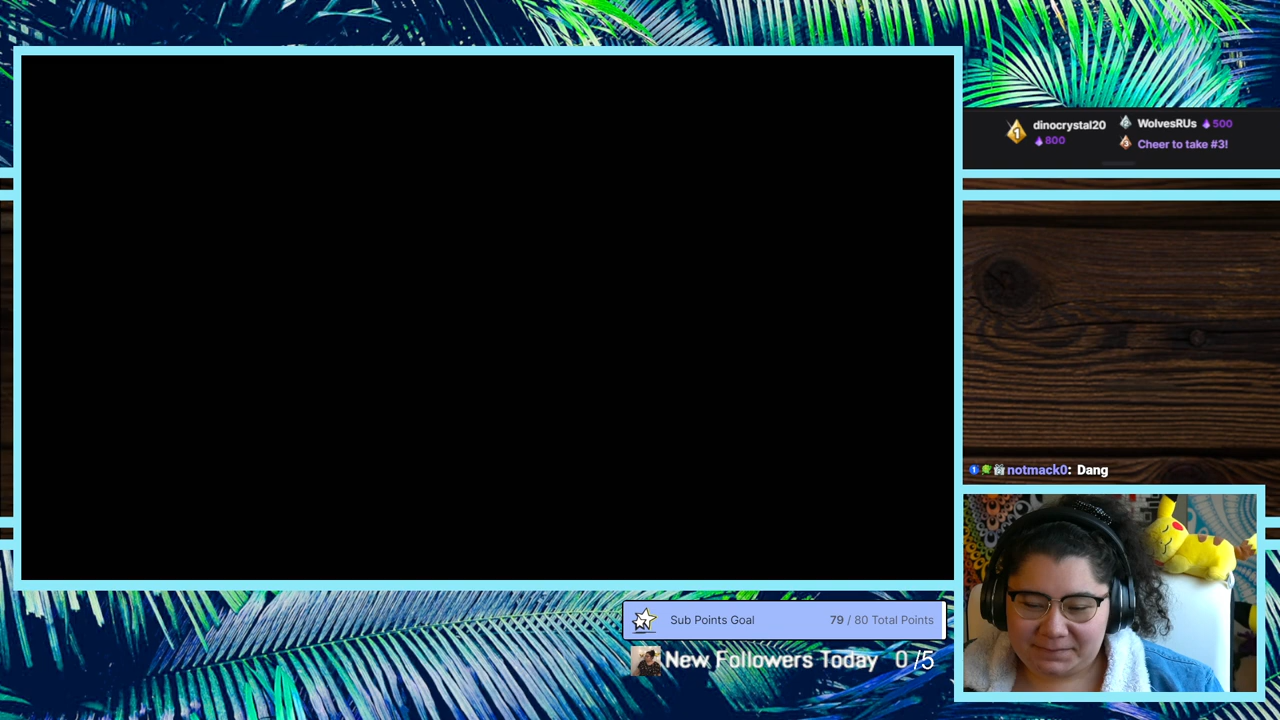 dinocrystal20
800
WolvesRUs 500
Cheer to take #3!
notmack0: Dang
Sub Points Goal 79 / 80 Total Points
New Followers Today 0 /5